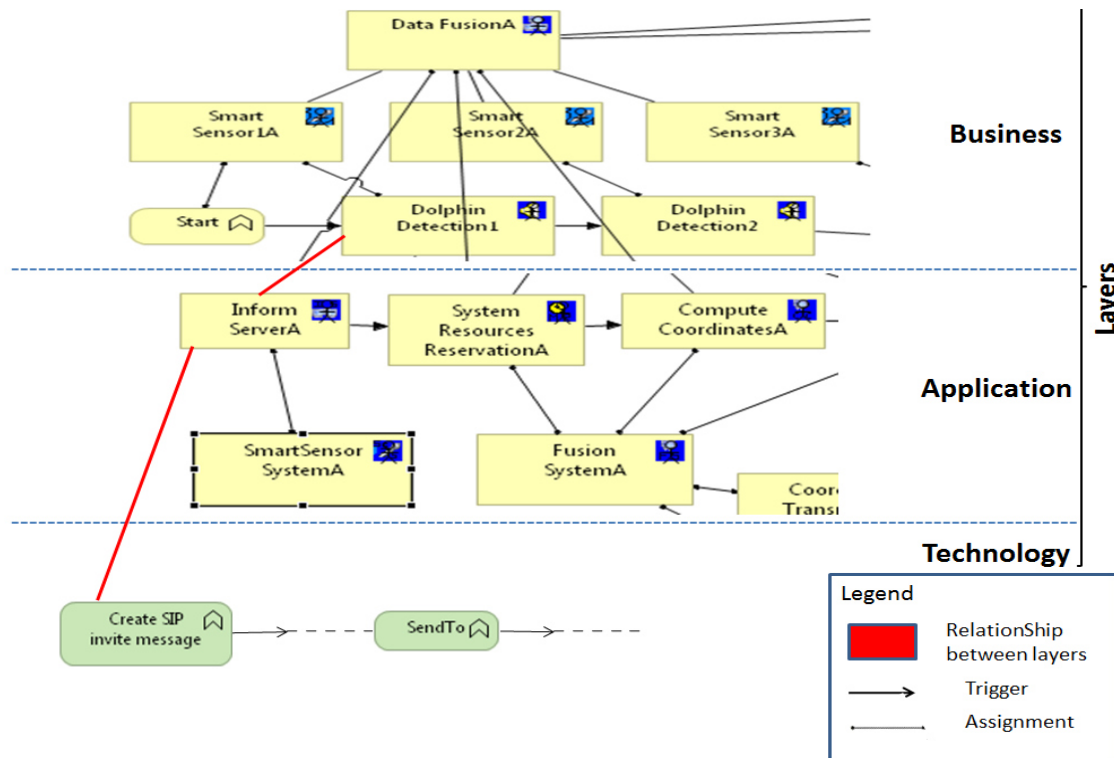 Data FusionA
Smart
Sensor1A
Smart
Sensor2A
Smart
Sensor3A
Business
Start
Dolphin
Detection1
Dolphin
Detection2
Layers
Inform
ServerA
System
Resources
ReservationA
Compute
CoordinatesA
Application
SmartSensor
SystemA
Fusion
SystemA
Coor
Transm
Technology
Create SIP
invite message
SendTo
Legend
RelationShip
between layers
Trigger
Assignment